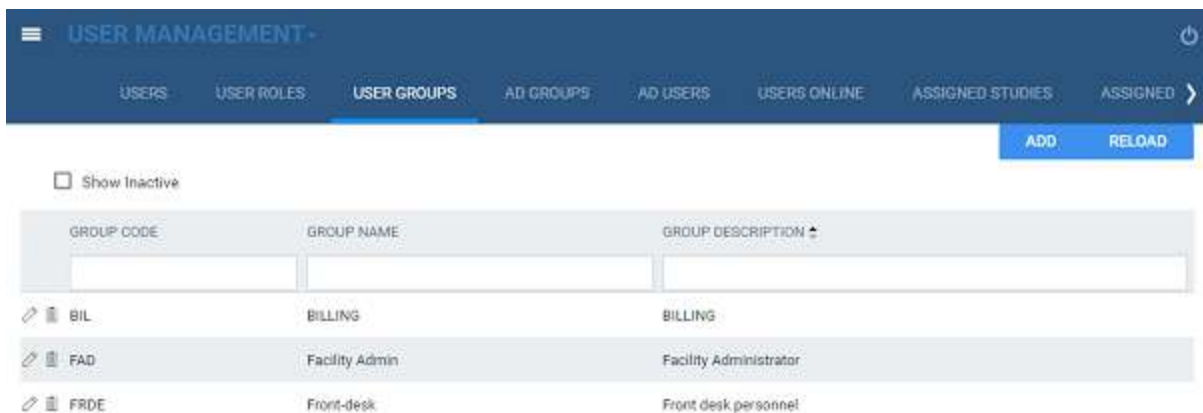 USER MANAGEMENT
USERS USER ROLES USER GROUPS AD GROUPS AD USERS USERS ONLINE ASSIGNED STUDIES ASSIGNED
ADD RELOAD
Show Inactive
GROUP CODE GROUP NAME GROUP DESCRIPTION
BIL BILLING BILLING
FAD Facility Admin Facility Administrator
FRDE Front-desk Front desk personnel